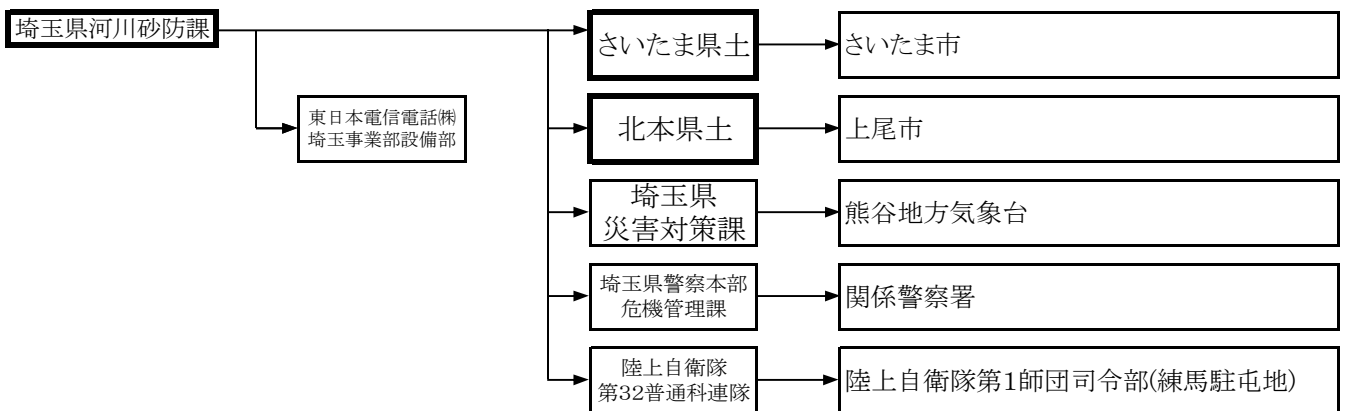 埼玉県河川砂防課
さいたま県土
さいたま市
東日本電信電話㈱
埼玉事業部設備部
北本県土
上尾市
埼玉県
災害対策課
熊谷地方気象台
埼玉県警察本部
危機管理課
関係警察署
陸上自衛隊
第32普通科連隊
陸上自衛隊第1師団司令部(練馬駐屯地)